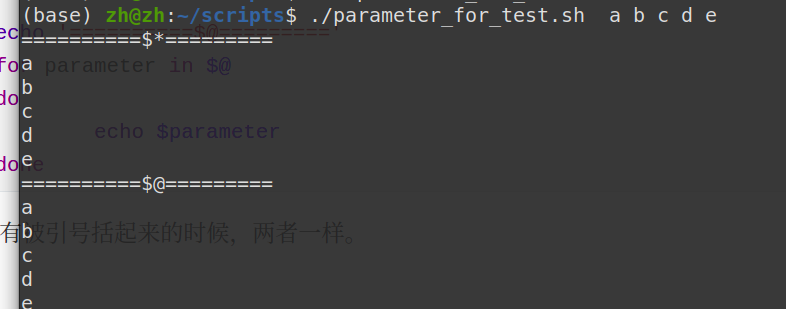 (base) zh@zh:~/scripts$ ./parameter_for_test.sh  a b c d e
echo '==========$@========='
==========$*=========
for parameter in $@
a
b
do
c
echo $parameter
d
e
done
==========$@=========
a
有被引号括起来的时候，两者一样。
b
c
d
e